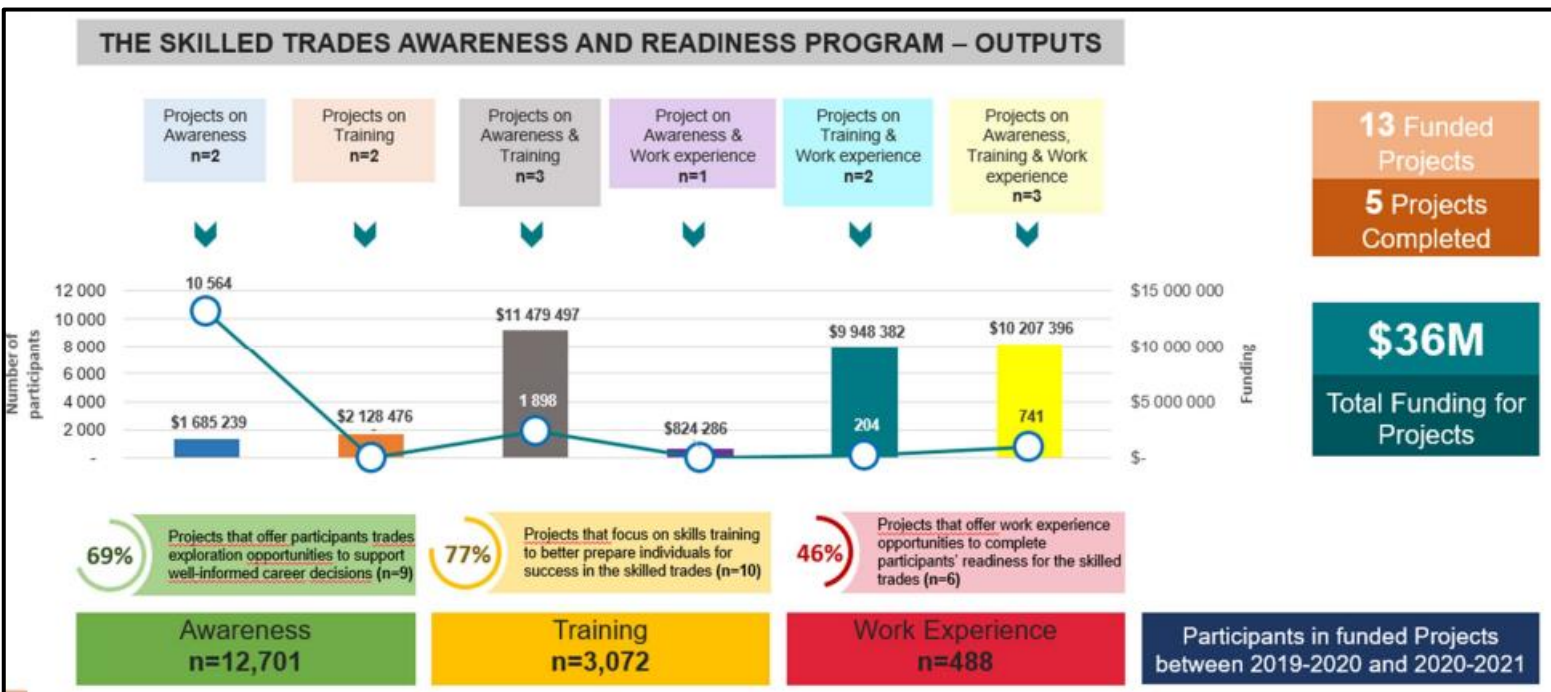 THE SKILLED TRADES AWARENESS AND READINESS PROGRAM – OUTPUTS
Projects on
Awareness
n=2
Projects on
Training
n=2
Projects on
Awareness &
Training
n=3
Project on
Awareness &
Work experience
n=1
Projects on
Training &
Work experience
n=2
Projects on
Awareness,
Training & Work
experience
n=3
13 Funded
Projects
5 Projects
Completed
$36M
Total Funding for
Projects
Number of
participants
12 000
10 000
8 000
6 000
4 000
2 000
-
10 564
$1 685 239
$2 128 476
-
$11 479 497
1 898
$824 286
-
$9 948 382
204
$10 207 396
741
$15 000 000
$10 000 000
$5 000 000
$-
Funding
69%
Projects that offer participants trades
exploration opportunities to support
well-informed career decisions (n=9)
77%
Projects that focus on skills training
to better prepare individuals for
success in the skilled trades (n=10)
46%
Projects that offer work experience
opportunities to complete
participants' readiness for the skilled
trades (n=6)
Awareness
n=12,701
Training
n=3,072
Work Experience
n=488
Participants in funded Projects
between 2019-2020 and 2020-2021